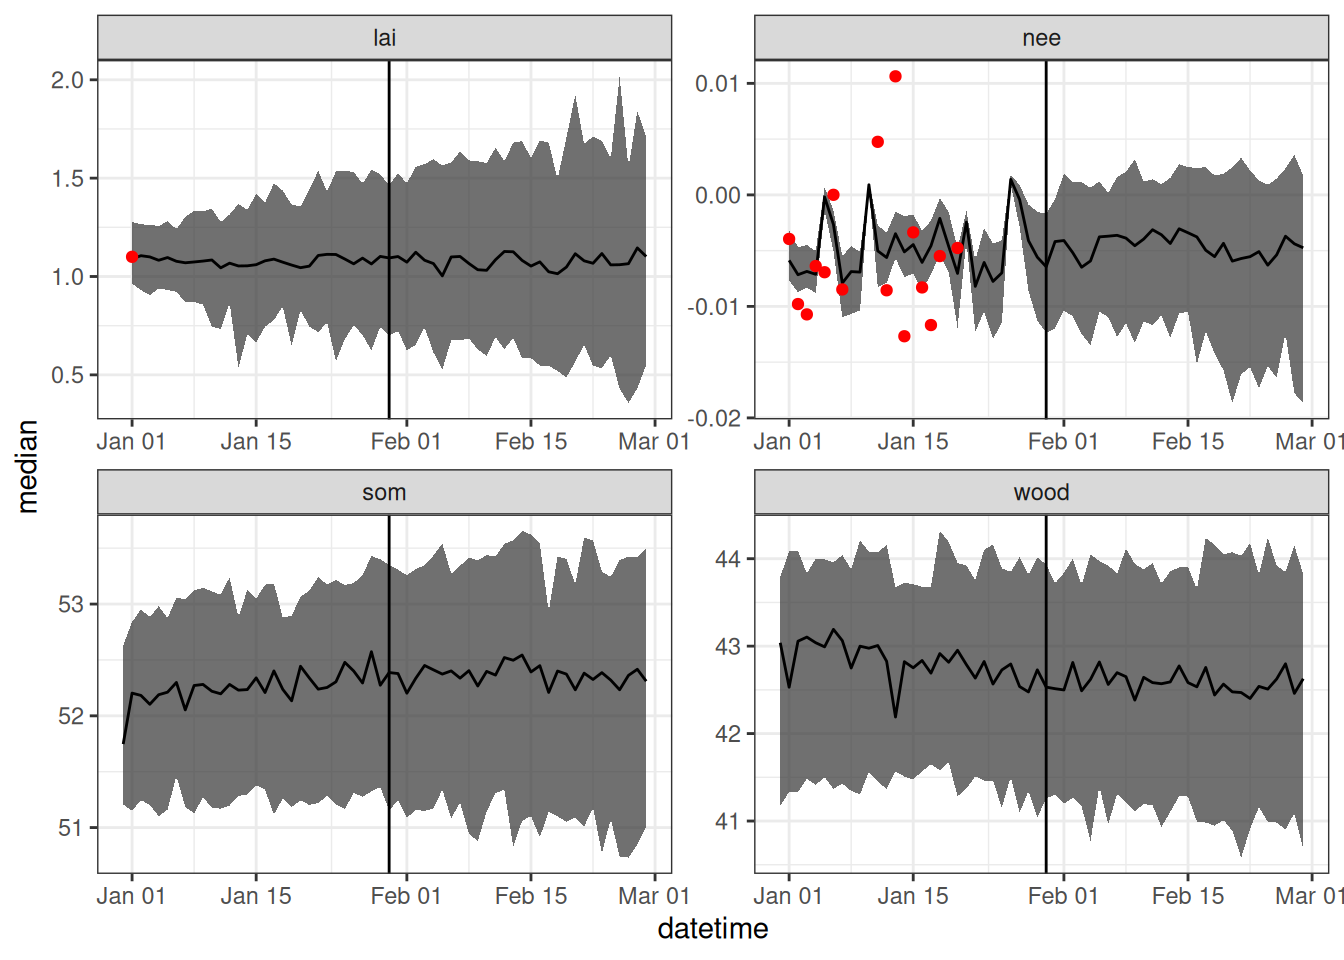 lai
nee
2.0
1.5
1.0
0.5
0.01
0.00
-0.01
-0.02
Jan 01 Jan 15 Feb 01 Feb 15 Mar 01
Jan 01 Jan 15 Feb 01 Feb 15 Mar 01
median
som
wood
53
52
51
44
43
42
41
Jan 01 Jan 15 Feb 01 Feb 15 Mar 01
Jan 01 Jan 15 Feb 01 Feb 15 Mar 01
datetime